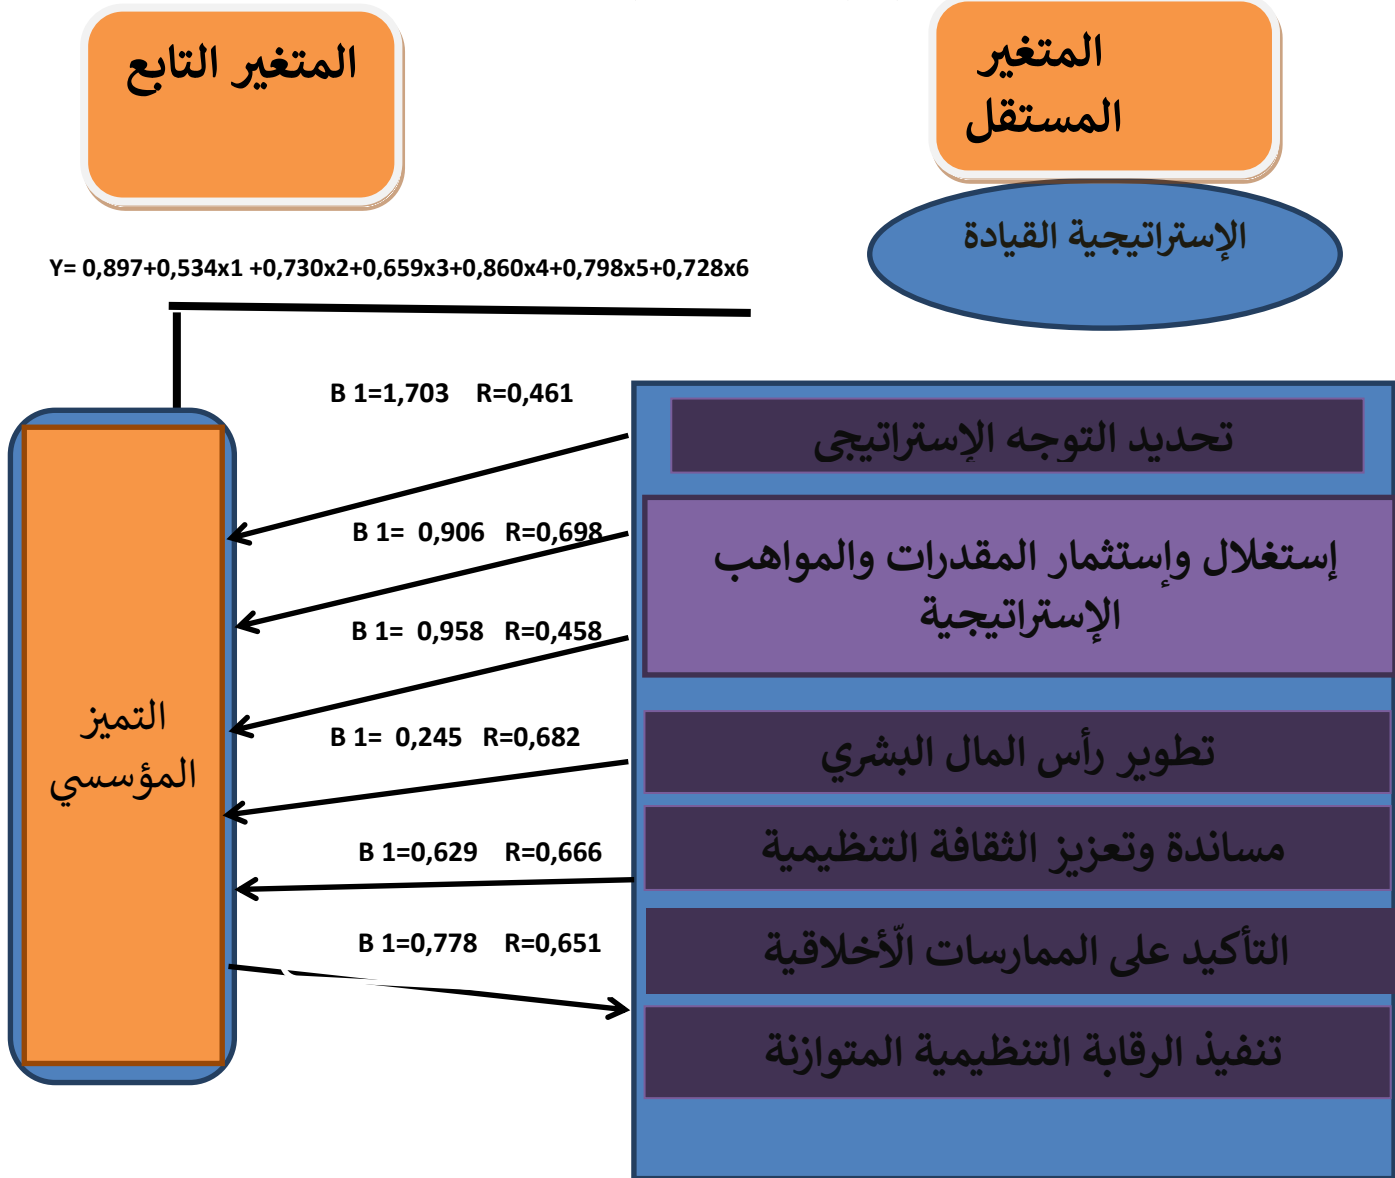 المتغير
المستقل
المتغير التابع
الإستراتيجية القيادة
Y= 0,897+0,534x1 +0,730x2+0,659x3+0,860x4+0,798x5+0,728x6
B 1=1,703 R=0,461
تحديد التوجه الإستراتيجي
B 1= 0,906 R=0,698
إستغلال وإستثمار المقدرات والمواهب
الإستراتيجية
B 1= 0,958 R=0,458
تطوير رأس المال البشري
B 1= 0,245 R=0,682
التميز
المؤسسي
مساندة وتعزيز الثقافة التنظيمية
B 1=0,629 R=0,666
التأكيد على الممارسات الّأخلاقية
B 1=0,778 R=0,651
تنفيذ الرقابة التنظيمية المتوازنة